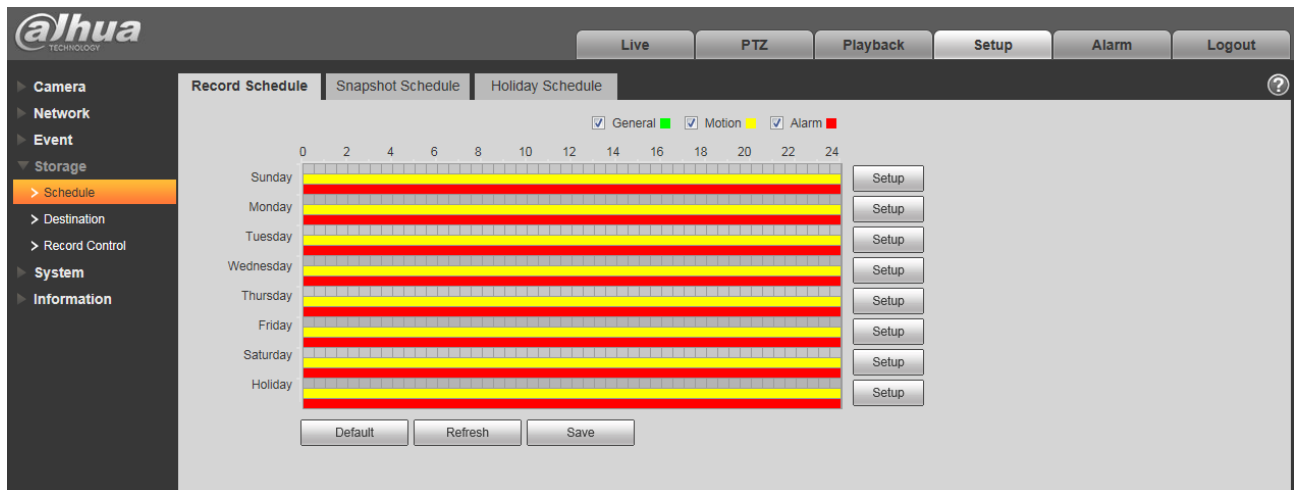 alhua
TECHNOLOGY
Live PTZ Playback Setup Alarm Logout
Camera
Network
Event
Storage
> Schedule
> Destination
> Record Control
System
Information
Record Schedule Snapshot Schedule Holiday Schedule ?
General Motion Alarm
0 2 4 6 8 10 12 14 16 18 20 22 24
Sunday Setup
Monday Setup
Tuesday Setup
Wednesday Setup
Thursday Setup
Friday Setup
Saturday Setup
Holiday Setup
Default Refresh Save